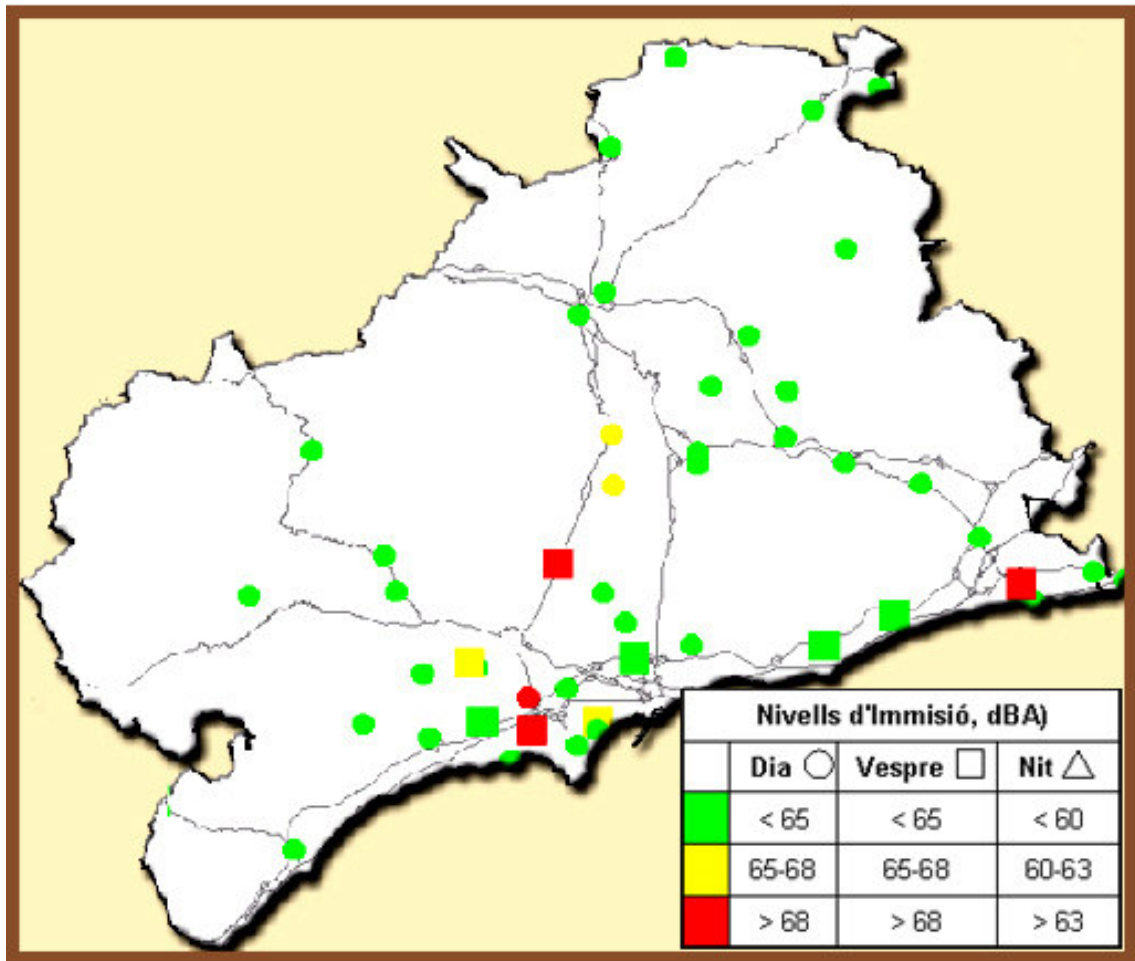 Nivells d'Immisió, dBA)
Dia Vespre Nit
< 65 < 65 < 60
65-68 65-68 60-63
> 68 > 68 > 63